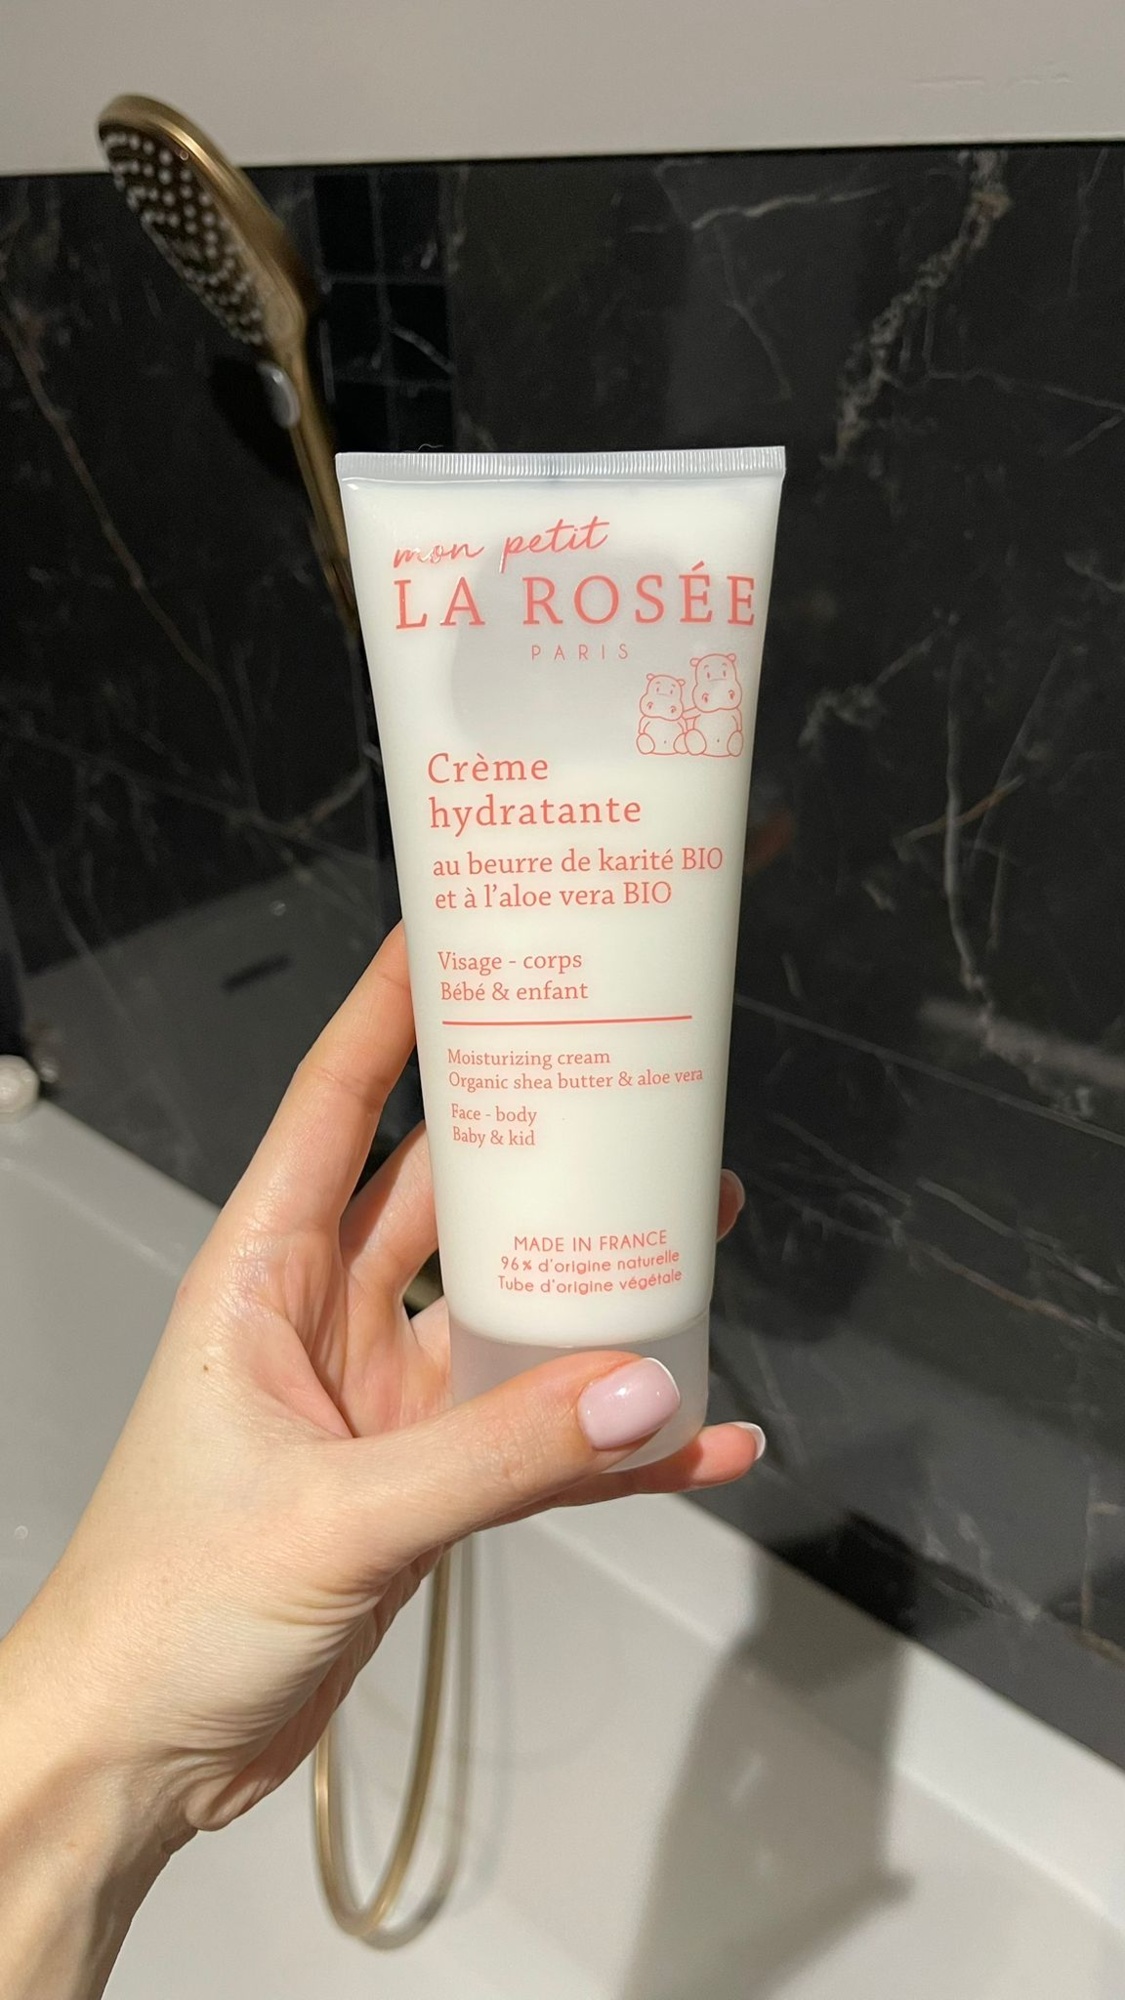 mon petit
LA ROSÉE
PARIS
Crème
hydratante
au beurre de karité BIO
et à l'aloe vera BIO
Visage - corps
Bébé & enfant
Moisturizing cream
Organic shea butter & aloe vera
Face - body
Baby & kid
MADE IN FRANCE
96% d'origine naturelle
Tube d'origine végétale